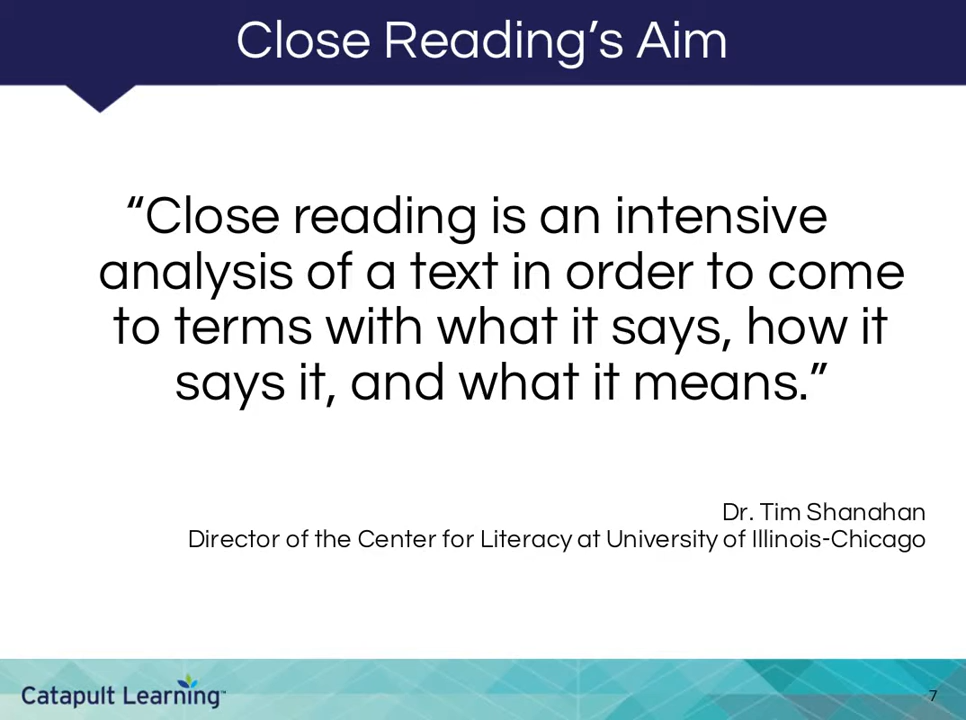 Close Reading’s Aim
“Close reading is an intensive
analysis of a text in order to come
to terms with what it says, how it
says it, and what it means.”
Dr. Tim Shanahan
Director of the Center for Literacy at University of Illinois-Chicago
Catapult Learning™
7